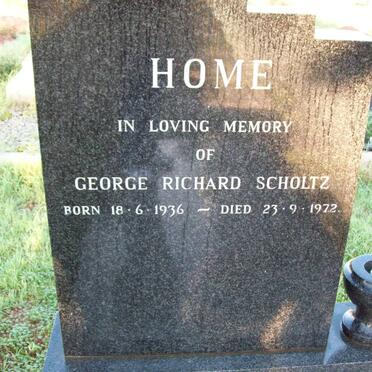 HOME
IN LOVING MEMORY
OF
GEORGE RICHARD SCHOLTZ
BORN 18·6·1936 — DIED 23·9·1972.